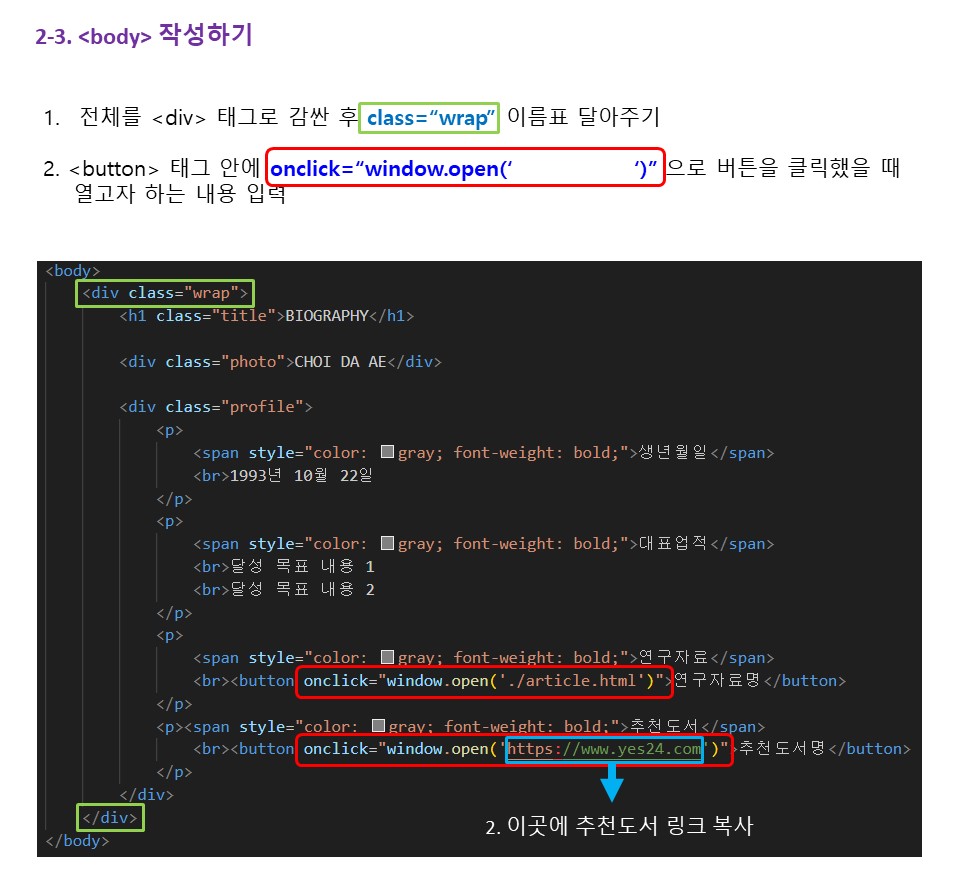 2-3. <body> 작성하기
1. 전체를 <div> 태그로 감싼 후 class=“wrap” 이름표 달아주기
2. <button> 태그 안에 onclick=“window.open(‘ ‘)” 으로 버튼을 클릭했을 때
열고자 하는 내용 입력
<body>
<div class="wrap">
<h1 class="title">BIOGRAPHY</h1>
<div class="photo">CHOI DA AE</div>
<div class="profile">
<p>
<span style="color: gray; font-weight: bold;">생년월일</span>
<br>1993년 10월 22일
</p>
<p>
<span style="color: gray; font-weight: bold;">대표업적</span>
<br>달성 목표 내용 1
<br>달성 목표 내용 2
</p>
<p>
<span style="color: gray; font-weight: bold;">연구자료</span>
<br><button onclick="window.open('./article.html')">연구자료명</button>
</p>
<p><span style="color: gray; font-weight: bold;">추천도서</span>
<br><button onclick="window.open('https://www.yes24.com')">추천도서명</button>
</p>
</div>
</div>
</body>
2. 이곳에 추천도서 링크 복사